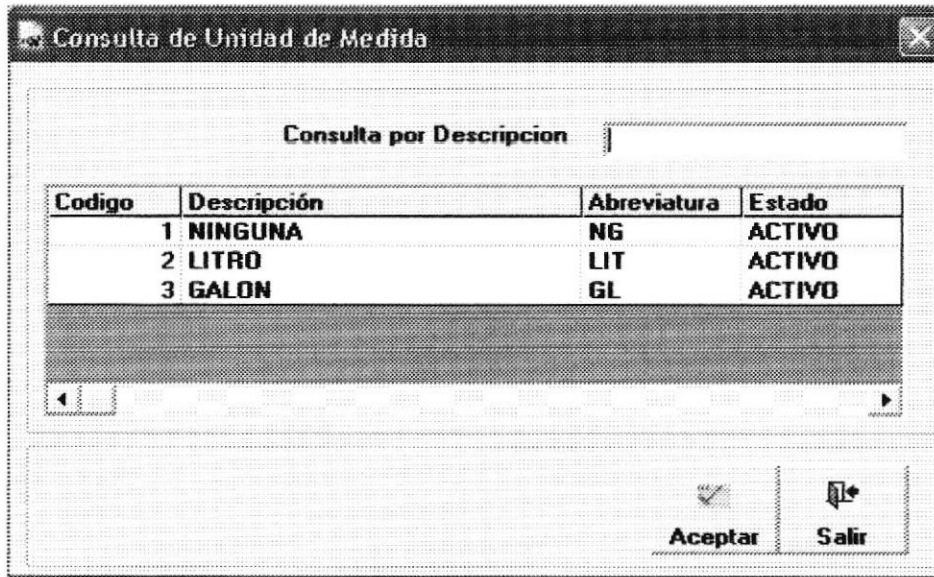 Consulta de Unidad de Medida
Consulta por Descripcion
Codigo Descripción Abreviatura Estado
1 NINGUNA NG ACTIVO
2 LITRO LIT ACTIVO
3 GALON GL ACTIVO
Aceptar Salir